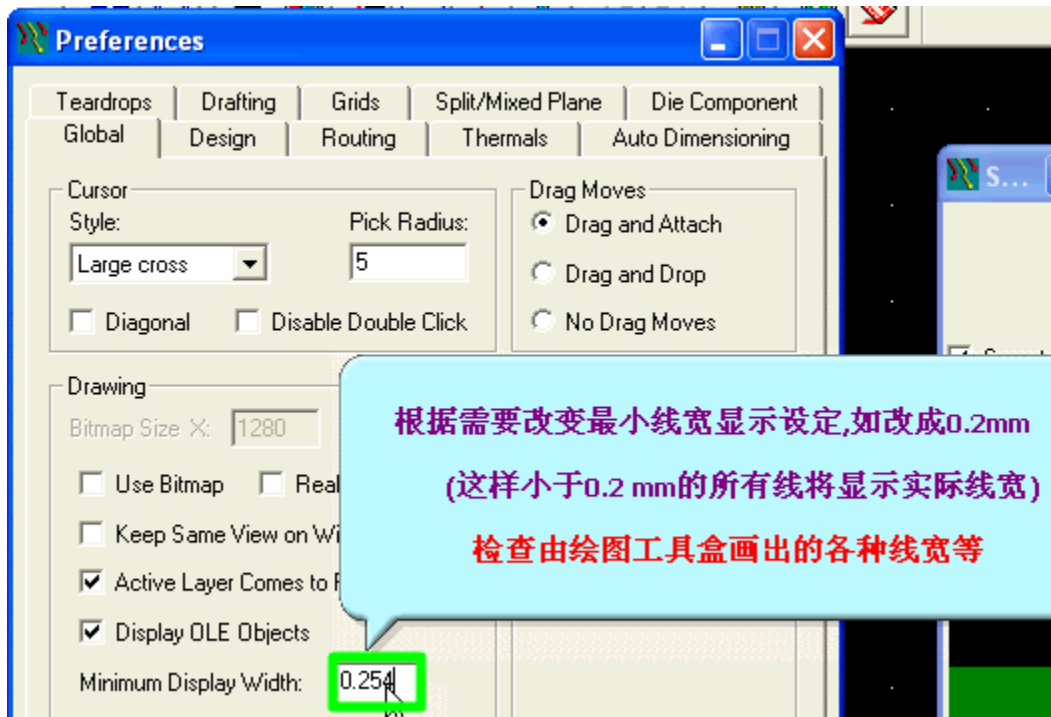 Preferences
Teardrops Drafting Grids Split/Mixed Plane Die Component
Global Design Routing Thermals Auto Dimensioning
S...
Cursor
Style: Pick Radius:
Large cross 5
Diagonal Disable Double Click
Drag Moves
Drag and Attach
Drag and Drop
No Drag Moves
Drawing
Bitmap Size X: 1280
Use Bitmap
Keep Same View on
Active Layer Comes to
Display OLE Objects
Minimum Display Width: 0.254
根据需要改变最小线宽显示设定,如改成0.2mm
(这样小于0.2 mm的所有线将显示实际线宽)
检查由绘图工具盒画出的各种线宽等